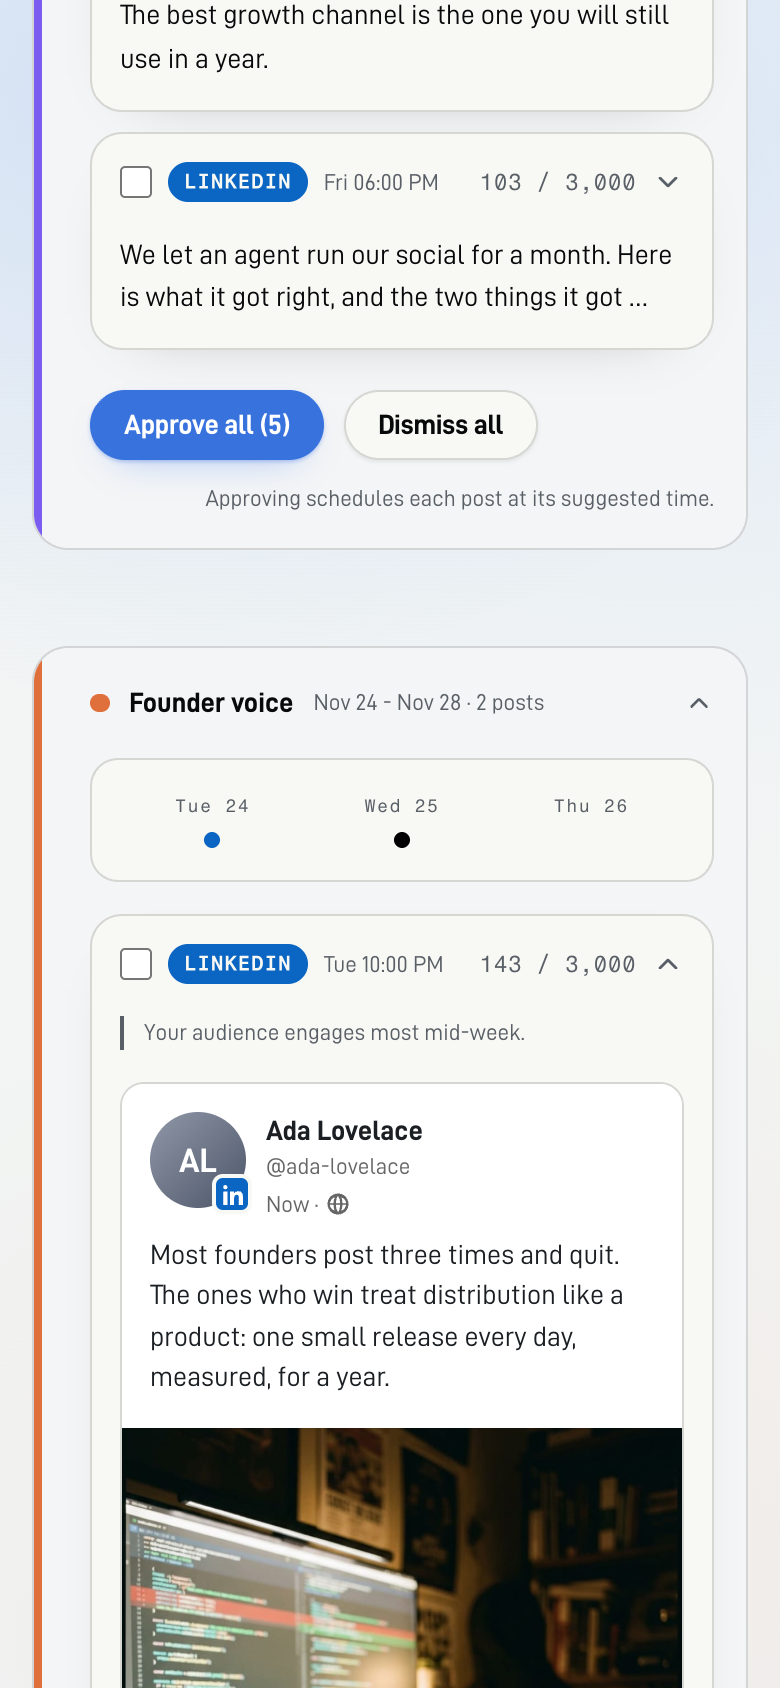 The best growth channel is the one you will still
use in a year.
LINKEDIN Fri 06:00 PM 103 / 3,000
We let an agent run our social for a month. Here
is what it got right, and the two things it got ...
Approve all (5) Dismiss all
Approving schedules each post at its suggested time.
Founder voice Nov 24 - Nov 28 · 2 posts
Tue 24 Wed 25 Thu 26
LINKEDIN Tue 10:00 PM 143 / 3,000
Your audience engages most mid-week.
AL
in
Ada Lovelace
@ada-lovelace
Now ·
Most founders post three times and quit.
The ones who win treat distribution like a
product: one small release every day,
measured, for a year.